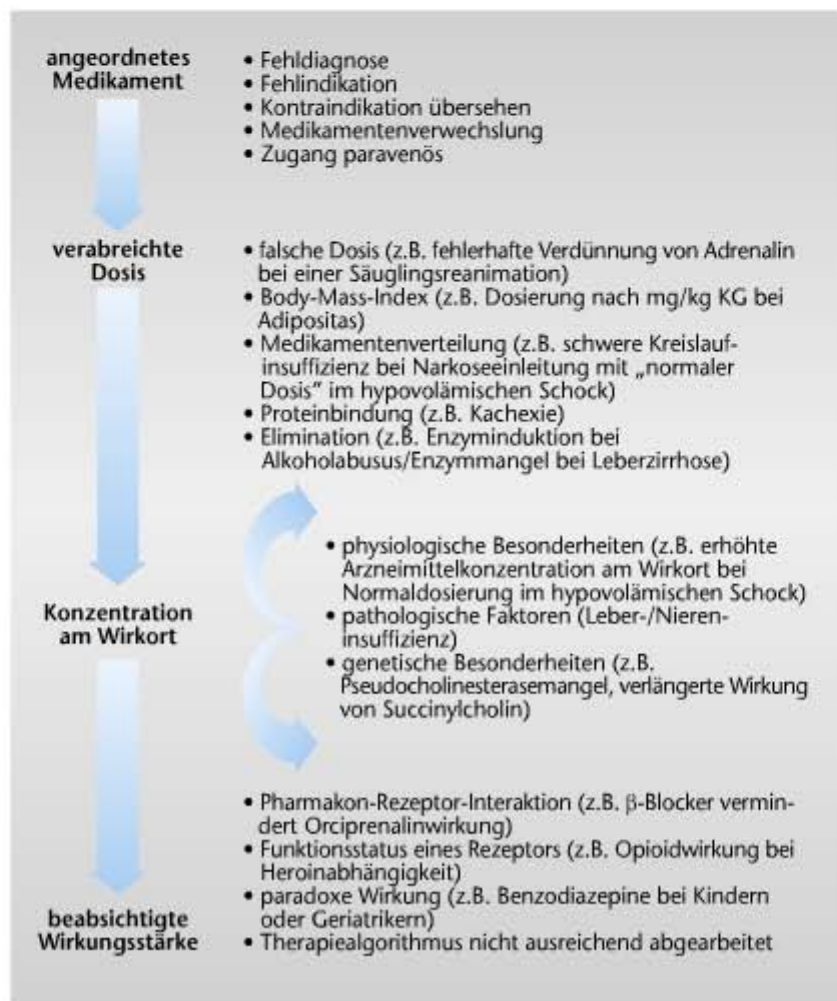 angeordnetes
Medikament
• Fehldiagnose
• Fehlindikation
• Kontraindikation übersehen
• Medikamentenverwechslung
• Zugang paravenös
verabreichte
Dosis
• falsche Dosis (z.B. fehlerhafte Verdünnung von Adrenalin
bei einer Säuglingsreanimation)
• Body-Mass-Index (z.B. Dosierung nach mg/kg KG bei
Adipositas)
• Medikamentenverteilung (z.B. schwere Kreislauf-
insuffizienz bei Narkoseeinleitung mit „normaler
Dosis" im hypovolämischen Schock)
• Proteinbindung (z.B. Kachexie)
• Elimination (z.B. Enzyminduktion bei
Alkoholabusus/Enzymmangel bei Leberzirrhose)
• physiologische Besonderheiten (z.B. erhöhte
Arzneimittelkonzentration am Wirkort bei
Normaldosierung im hypovolämischen Schock)
• pathologische Faktoren (Leber-/Nieren-
insuffizienz)
• genetische Besonderheiten (z.B.
Pseudocholinesterasemangel, verlängerte Wirkung
von Succinylcholin)
Konzentration
am Wirkort
• Pharmakon-Rezeptor-Interaktion (z.B. β-Blocker vermin-
dert Orciprenalinwirkung)
• Funktionsstatus eines Rezeptors (z.B. Opioidwirkung bei
Heroinabhängigkeit)
• paradoxe Wirkung (z.B. Benzodiazepine bei Kindern
oder Geriatrikern)
• Therapiealgorithmus nicht ausreichend abgearbeitet
beabsichtigte
Wirkungsstärke